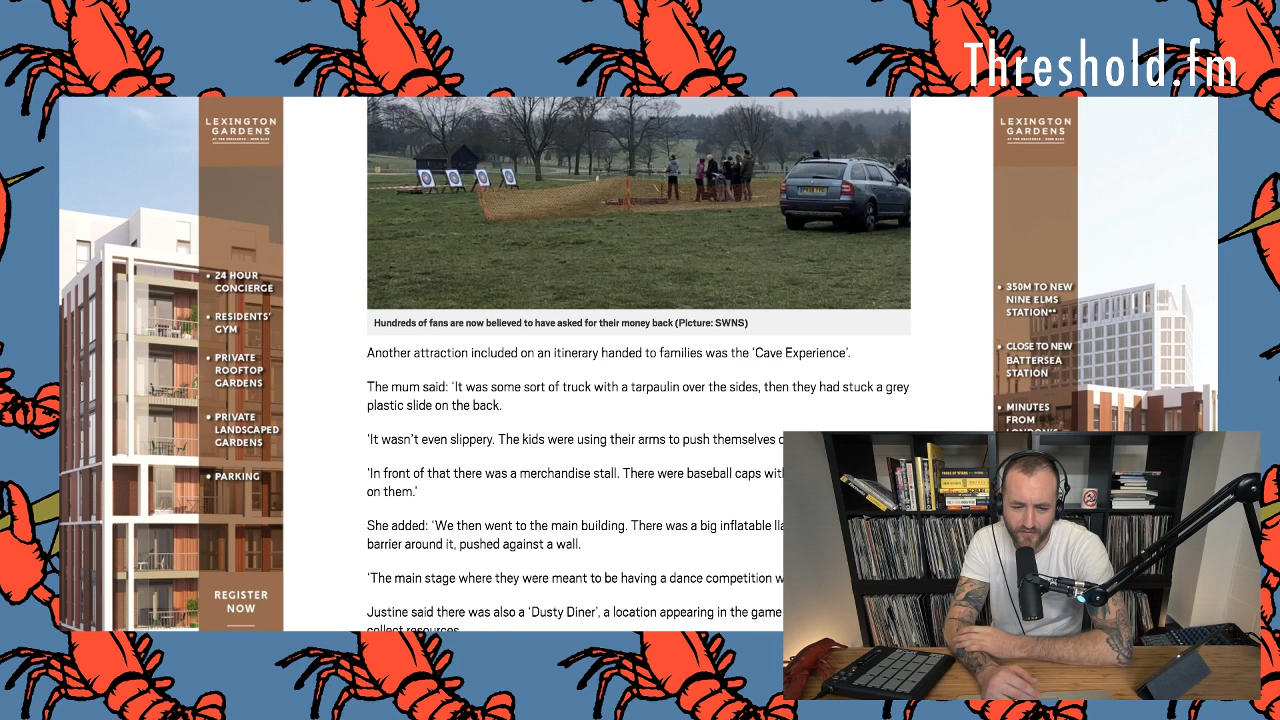 Threshold.fm
LEXINGTON
GARDENS
• 24 HOUR
CONCIERGE
• RESIDENTS'
GYM
• PRIVATE
ROOFTOP
GARDENS
• PRIVATE
LANDSCAPED
GARDENS
• PARKING
REGISTER
NOW
Hundreds of fans are now believed to have asked for their money back (Picture: SWNS)
Another attraction included on an itinerary handed to families was the ‘Cave Experience’.
The mum said: ‘It was some sort of truck with a tarpaulin over the sides, then they had stuck a grey
plastic slide on the back.
‘It wasn’t even slippery. The kids were using their arms to push themselves
‘In front of that there was a merchandise stall. There were baseball caps
on them.’
She added: ‘We then went to the main building. There was a big inflatable
barrier around it, pushed against a wall.
‘The main stage where they were meant to be having a dance competition
Justine said there was also a ‘Dusty Diner’, a location appearing in the game
collect resources
LEXINGTON
GARDENS
• 350M TO NEW
NINE ELMS
STATION**
• CLOSE TO NEW
BATTERSEA
STATION
• MINUTES
FROM